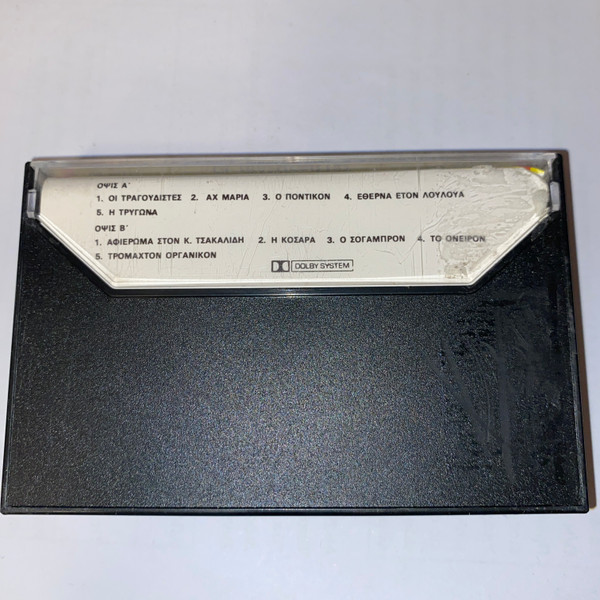 ΟΨΙΣ Α΄
1. ΟΙ ΤΡΑΓΟΥΔΙΣΤΕΣ 2. ΑΧ ΜΑΡΙΑ 3. Ο ΠΟΝΤΙΚΟΝ 4. ΕΘΕΡΝΑ ΕΤΟΝ ΛΟΥΛΟΥΑ
5. Η ΤΡΥΓΩΝΑ
ΟΨΙΣ Β΄
1. ΑΦΙΕΡΩΜΑ ΣΤΟΝ Κ. ΤΣΑΚΑΛΙΔΗ 2. Η ΚΟΣΑΡΑ 3. Ο ΣΟΓΑΜΠΡΟΝ 4. ΤΟ ΟΝΕΙΡΟΝ
5. ΤΡΟΜΑΧΤΟΝ ΟΡΓΑΝΙΚΟΝ
DOLBY SYSTEM